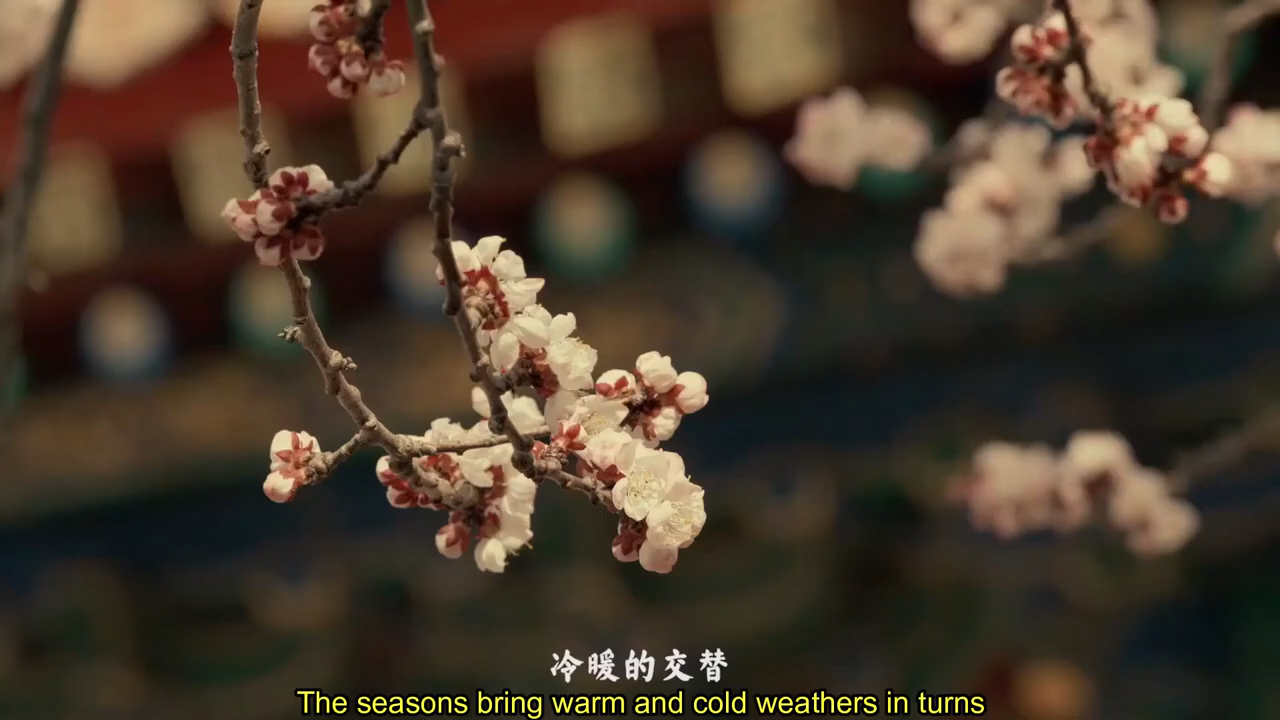 冷暖的交替
The seasons bring warm and cold weathers in turns